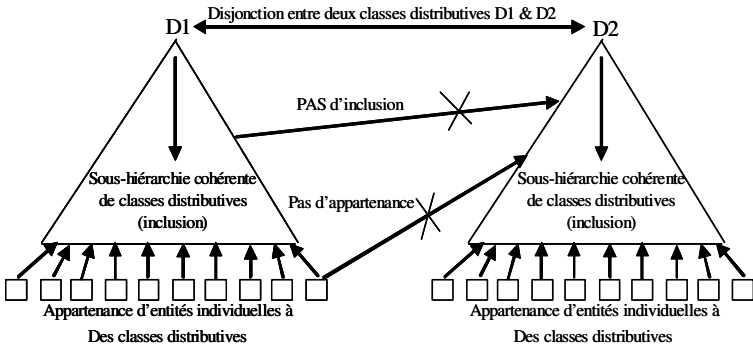 Disjonction entre deux classes distributives D1 & D2
D1
D2
PAS d'inclusion
Sous-hiérarchie cohérente
de classes distributives
(inclusion)
Pas d'appartenance
Sous-hiérarchie cohérente
de classes distributives
(inclusion)
Appartenance d'entités individuelles à
Des classes distributives
Appartenance d'entités individuelles à
Des classes distributives